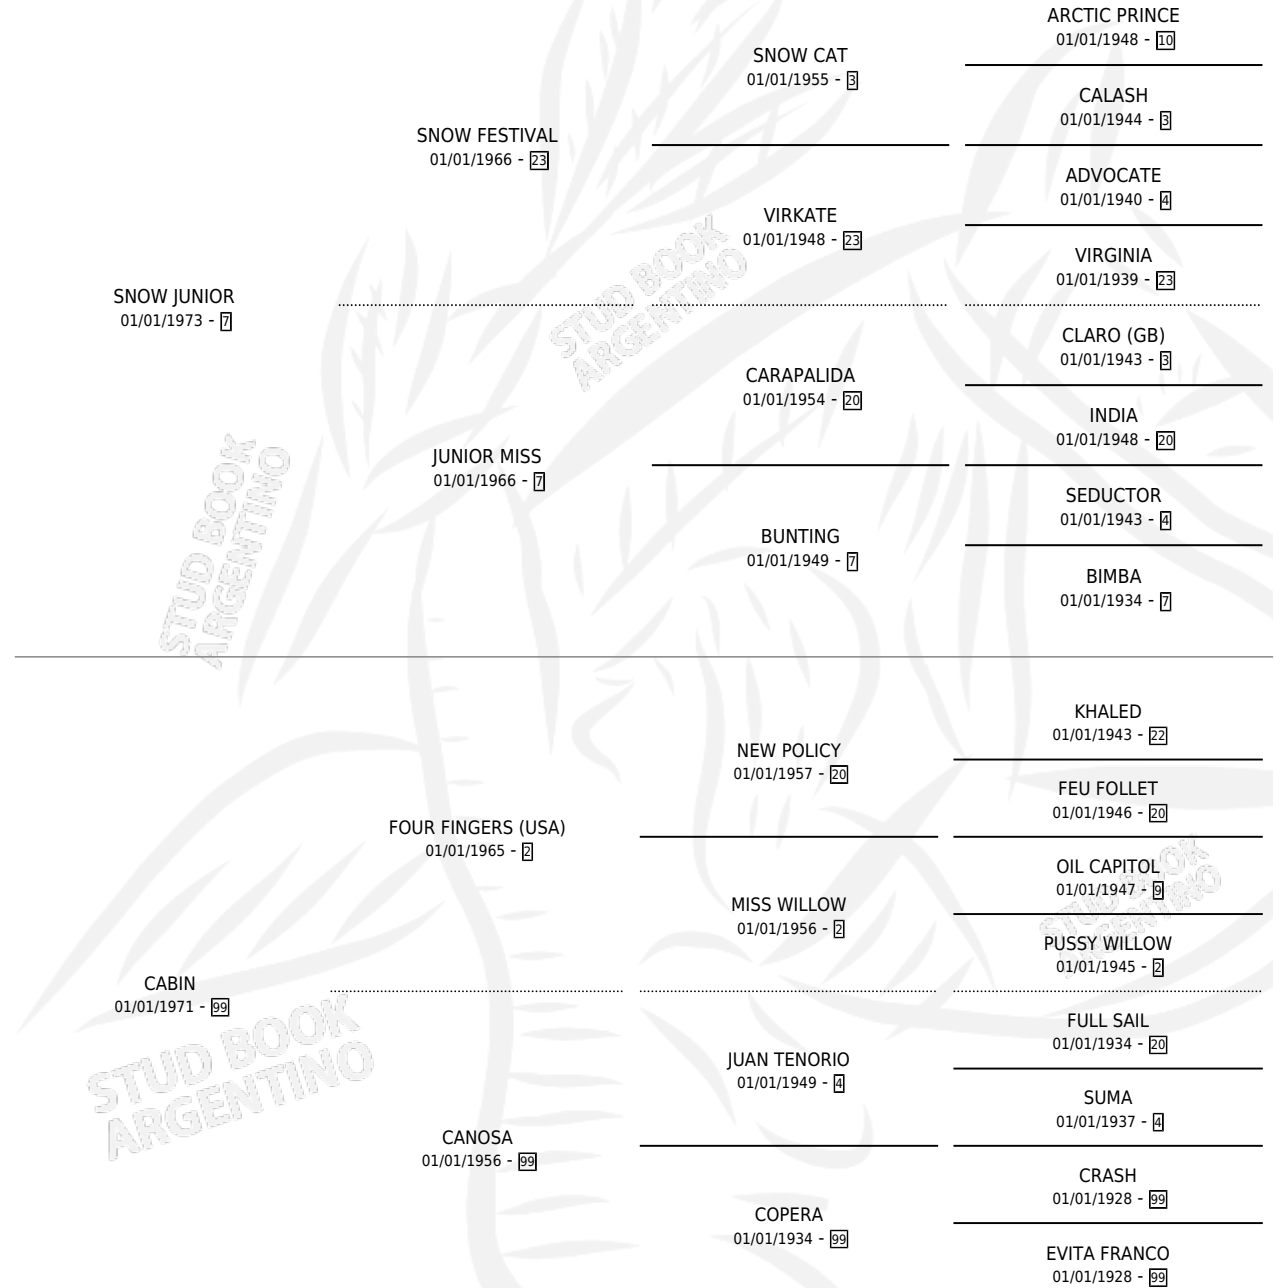 ARCTIC PRINCE
01/01/1948 - 10
SNOW CAT
01/01/1955 - 3
CALASH
01/01/1944 - 3
SNOW FESTIVAL
01/01/1966 - 23
ADVOCATE
01/01/1940 - 4
VIRKATE
01/01/1948 - 23
VIRGINIA
01/01/1939 - 23
SNOW JUNIOR
01/01/1973 - 7
CLARO (GB)
01/01/1943 - 3
CARAPALIDA
01/01/1954 - 20
INDIA
01/01/1948 - 20
JUNIOR MISS
01/01/1966 - 7
SEDUCTOR
01/01/1943 - 4
BUNTING
01/01/1949 - 7
BIMBA
01/01/1934 - 7
KHALED
01/01/1943 - 22
NEW POLICY
01/01/1957 - 20
FEU FOLLET
01/01/1946 - 20
FOUR FINGERS (USA)
01/01/1965 - 2
OIL CAPITOL
01/01/1947 - 9
MISS WILLOW
01/01/1956 - 2
PUSSY WILLOW
01/01/1945 - 2
CABIN
01/01/1971 - 99
FULL SAIL
01/01/1934 - 20
JUAN TENORIO
01/01/1949 - 4
SUMA
01/01/1937 - 4
CANOSA
01/01/1956 - 99
CRASH
01/01/1928 - 99
COPERA
01/01/1934 - 99
EVITA FRANCO
01/01/1928 - 99
STUD BOOK
ARGENTINO
STUD BOOK
ARGENTINO
STUD BOOK
ARGENTINO
STUD BOOK
ARGENTINO